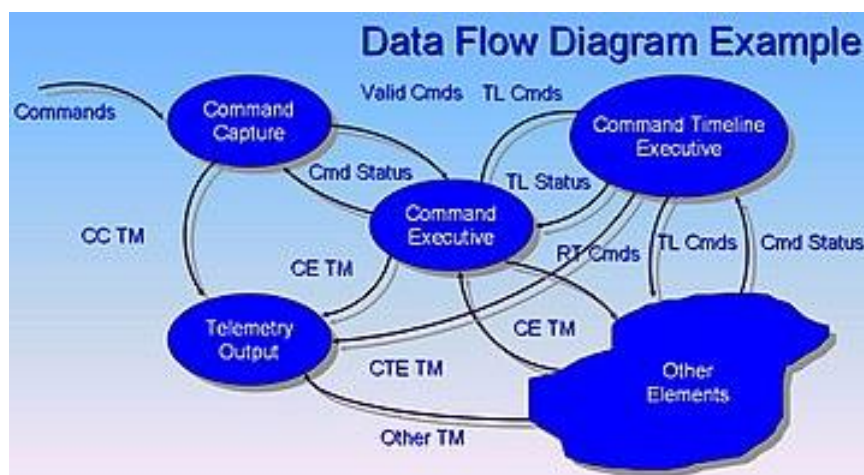 Data Flow Diagram Example
Commands
Command
Capture
Valid Cmds
TL Cmds
Command Timeline
Executive
Cmd Status
TL Status
Command
Executive
CC TM
CE TM
RT Cmds
TL Cmds
Cmd Status
Telemetry
Output
CE TM
CTE TM
Other
Elements
Other TM